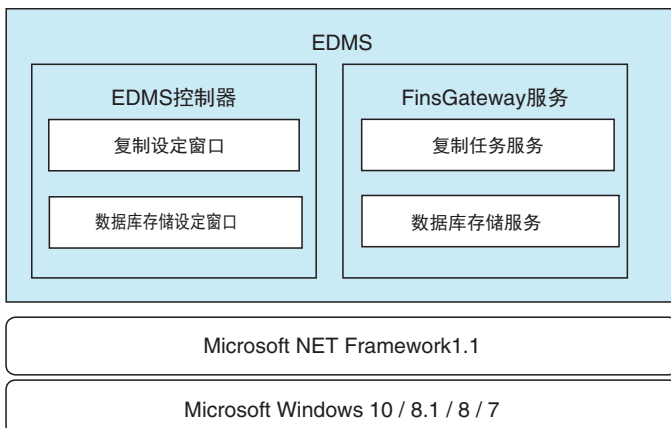 EDMS
EDMS控制器
复制设定窗口
数据库存储设定窗口
FinsGateway服务
复制任务服务
数据库存储服务
Microsoft NET Framework1.1
Microsoft Windows 10 / 8.1 / 8 / 7